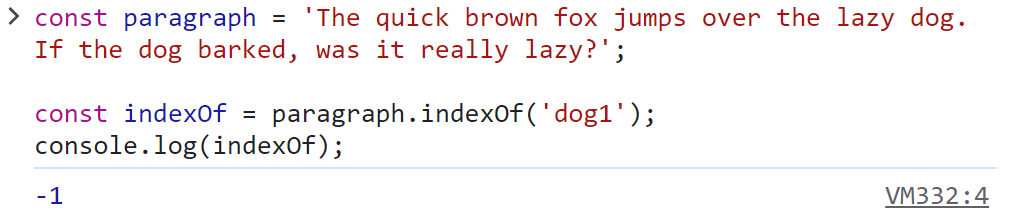 > const paragraph = 'The quick brown fox jumps over the lazy dog.
If the dog barked, was it really lazy?';
const indexOf = paragraph.indexOf('dog1');
console.log(indexOf);
-1 VM332:4